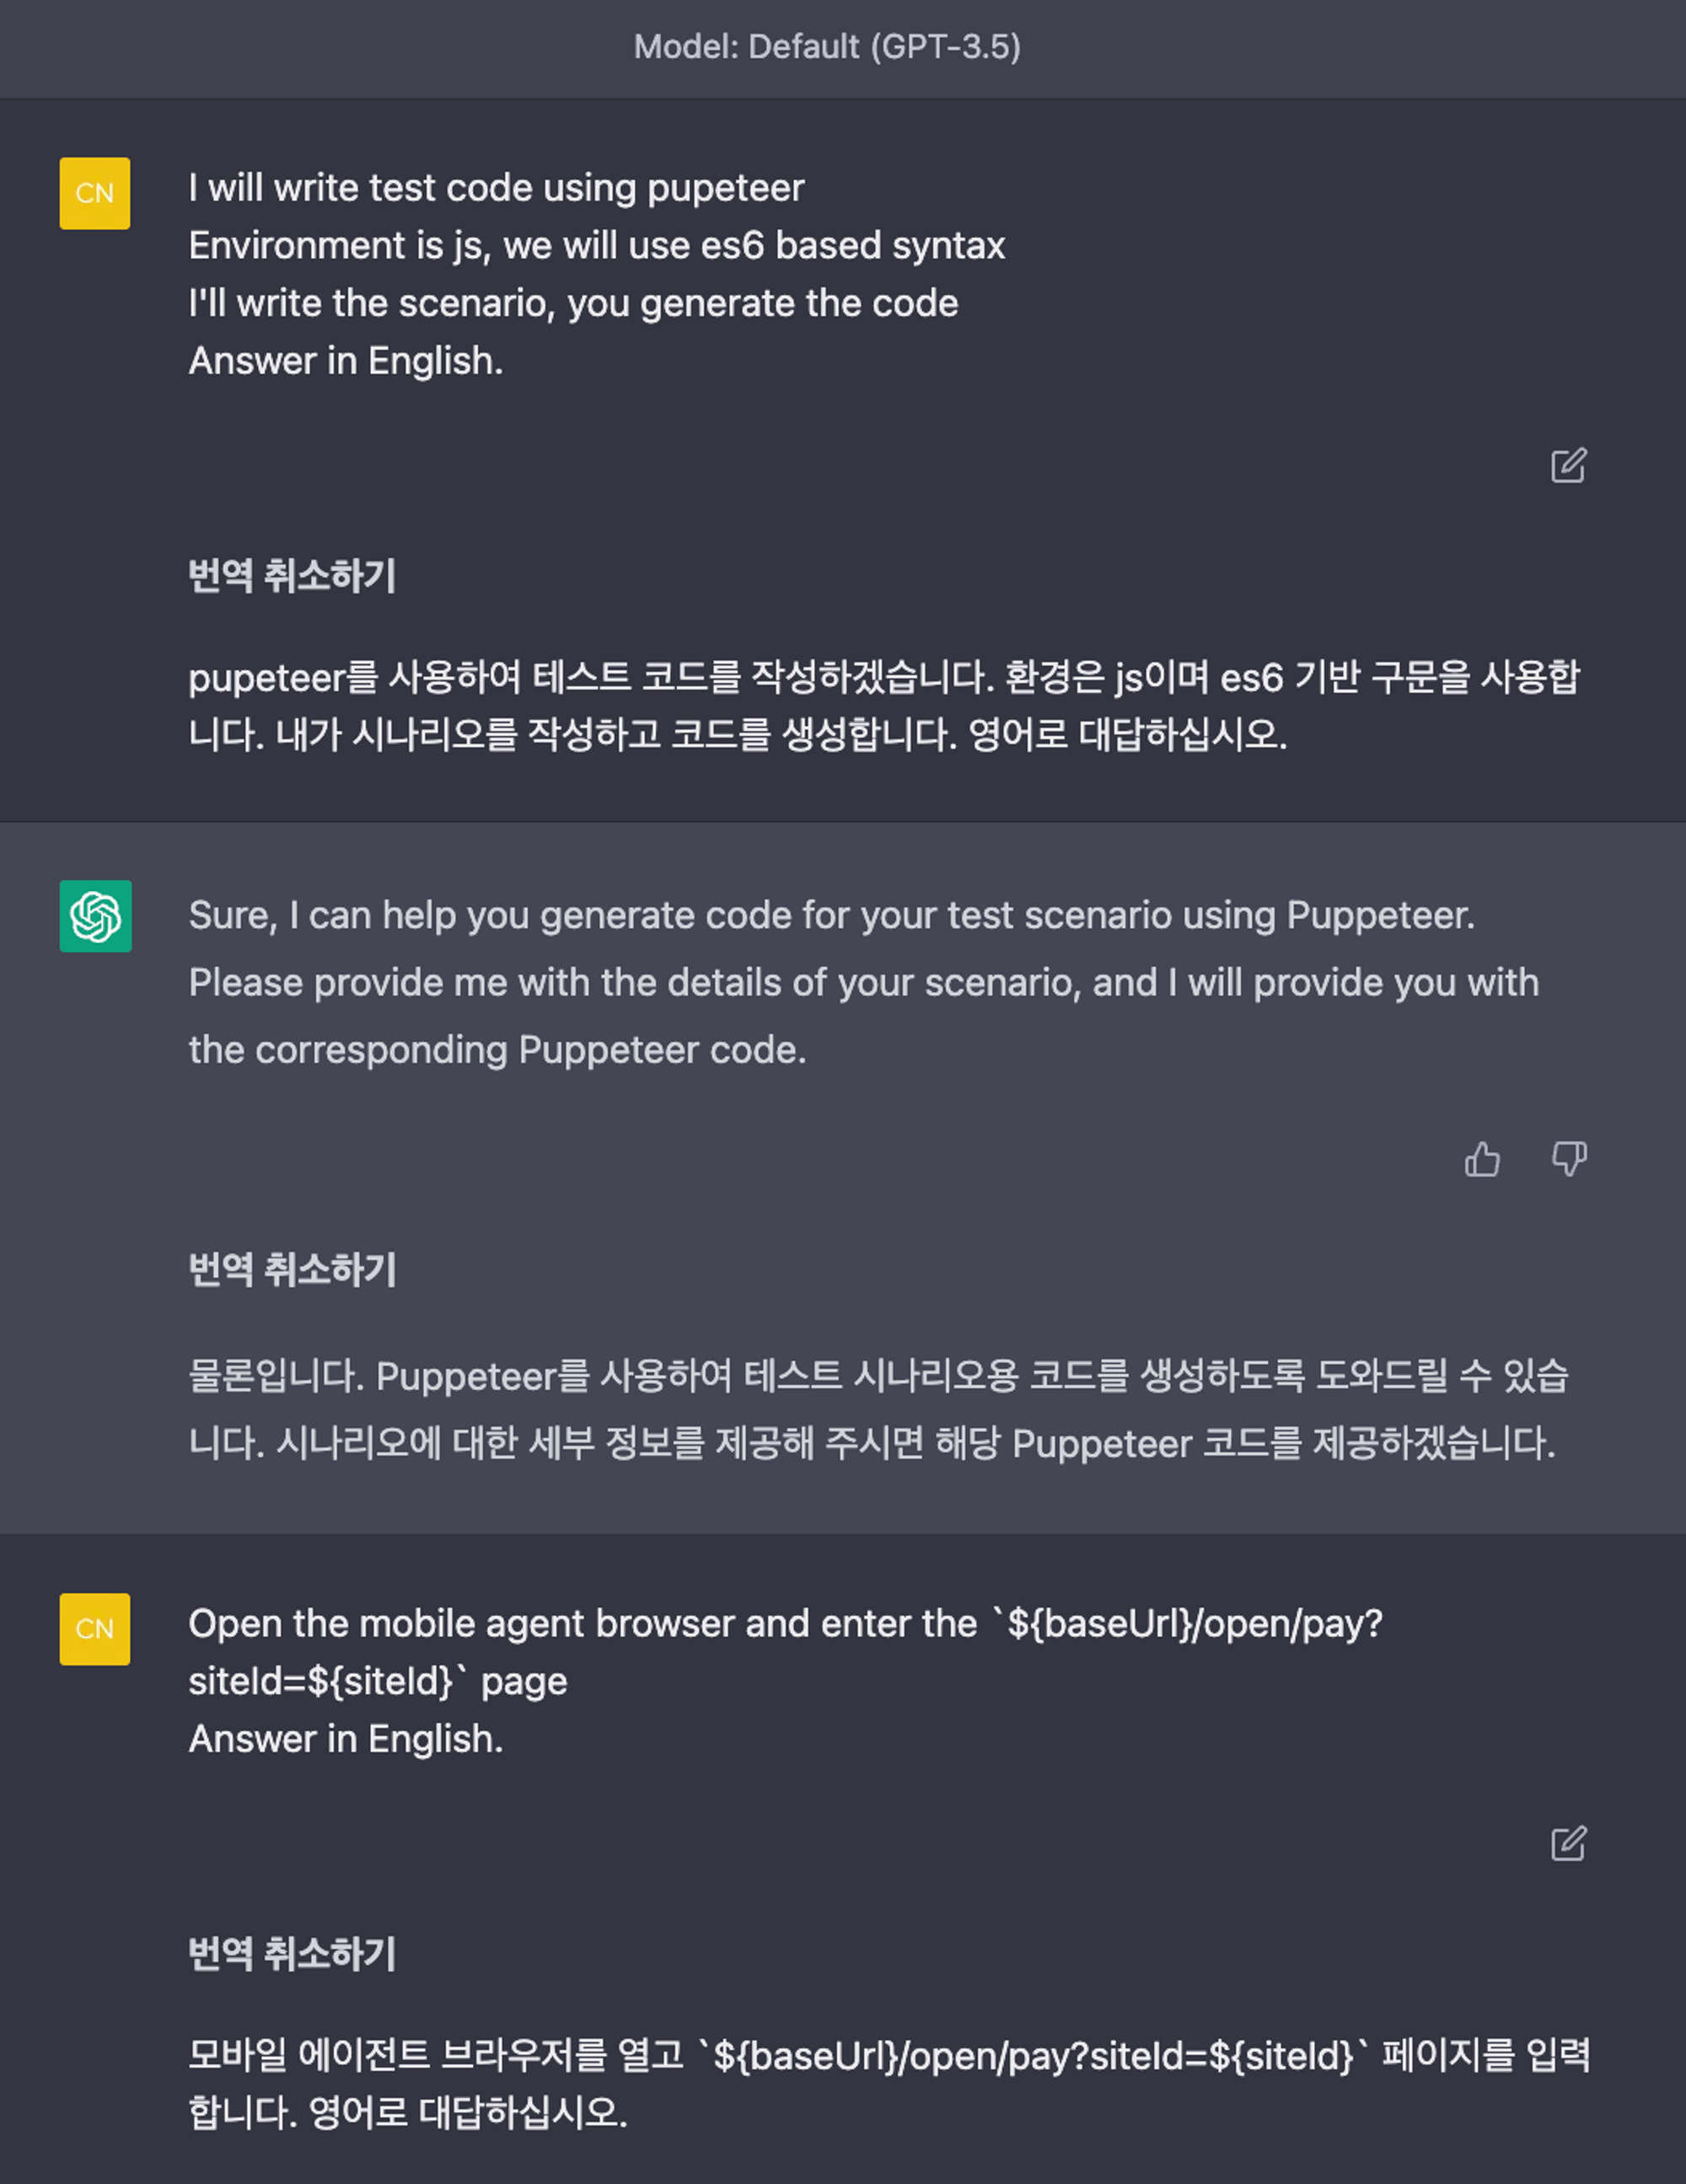 Model: Default (GPT-3.5)
CN
I will write test code using pupeteer
Environment is js, we will use es6 based syntax
I'll write the scenario, you generate the code
Answer in English.
번역 취소하기
pupeteer를 사용하여 테스트 코드를 작성하겠습니다. 환경은 js이며 es6 기반 구문을 사용합
니다. 내가 시나리오를 작성하고 코드를 생성합니다. 영어로 대답하십시오.
Sure, I can help you generate code for your test scenario using Puppeteer.
Please provide me with the details of your scenario, and I will provide you with
the corresponding Puppeteer code.
번역 취소하기
물론입니다. Puppeteer를 사용하여 테스트 시나리오용 코드를 생성하도록 도와드릴 수 있습
니다. 시나리오에 대한 세부 정보를 제공해 주시면 해당 Puppeteer 코드를 제공하겠습니다.
CN
Open the mobile agent browser and enter the `${baseUrl}/open/pay?
siteId=${siteId}` page
Answer in English.
번역 취소하기
모바일 에이전트 브라우저를 열고 `${baseUrl}/open/pay?siteId=${siteId}` 페이지를 입력
합니다. 영어로 대답하십시오.